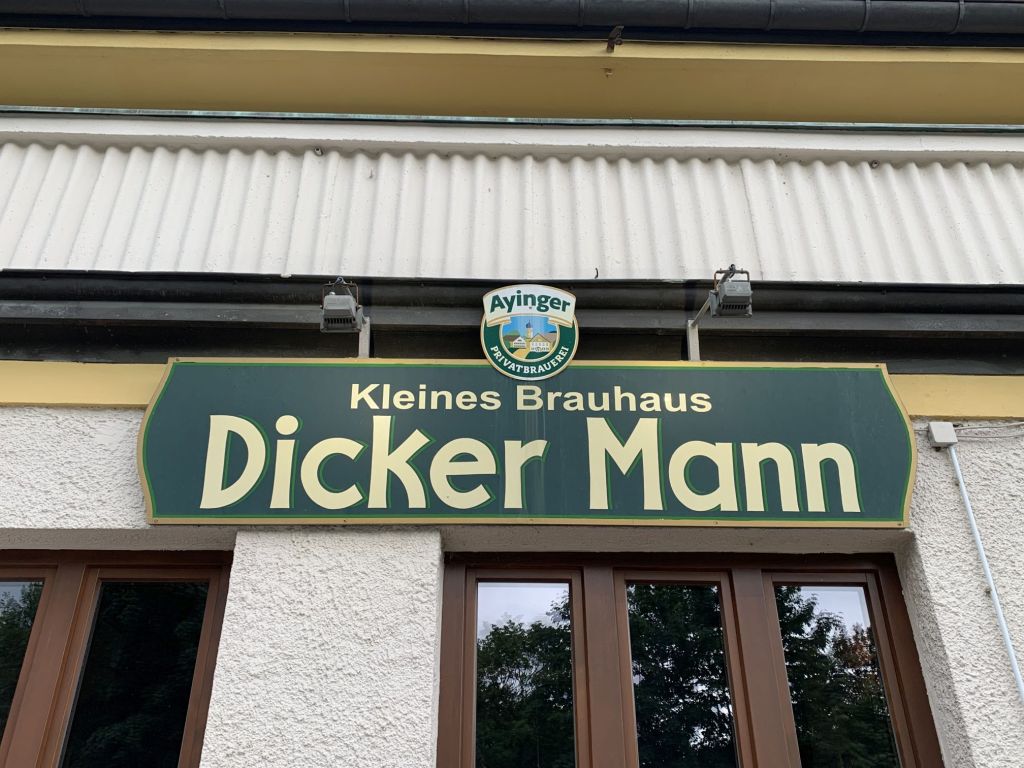 Ayinger
PRIVATBRAUEREI
Kleines Brauhaus
Dicker Mann